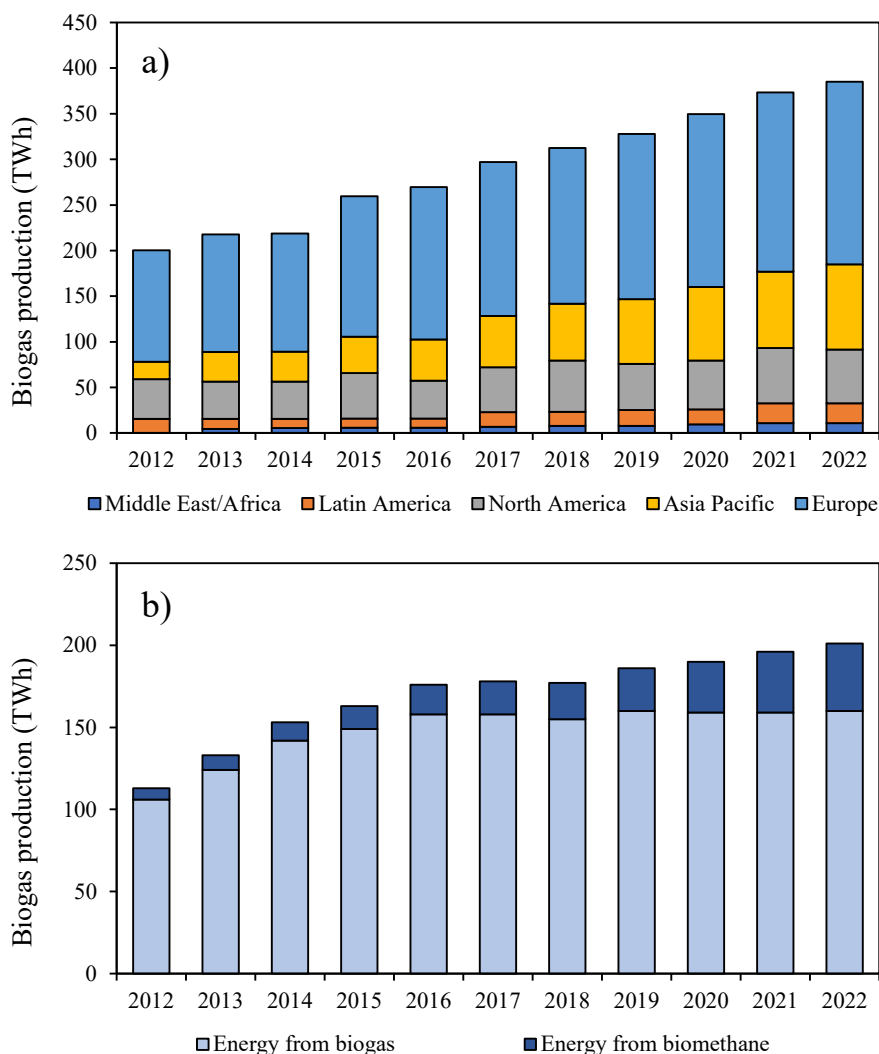 a)
Biogas production (TWh)
450
400
350
300
250
200
150
100
50
0
2012 2013 2014 2015 2016 2017 2018 2019 2020 2021 2022
Middle East/Africa Latin America North America Asia Pacific Europe
b)
Biogas production (TWh)
250
200
150
100
50
0
2012 2013 2014 2015 2016 2017 2018 2019 2020 2021 2022
Energy from biogas Energy from biomethane